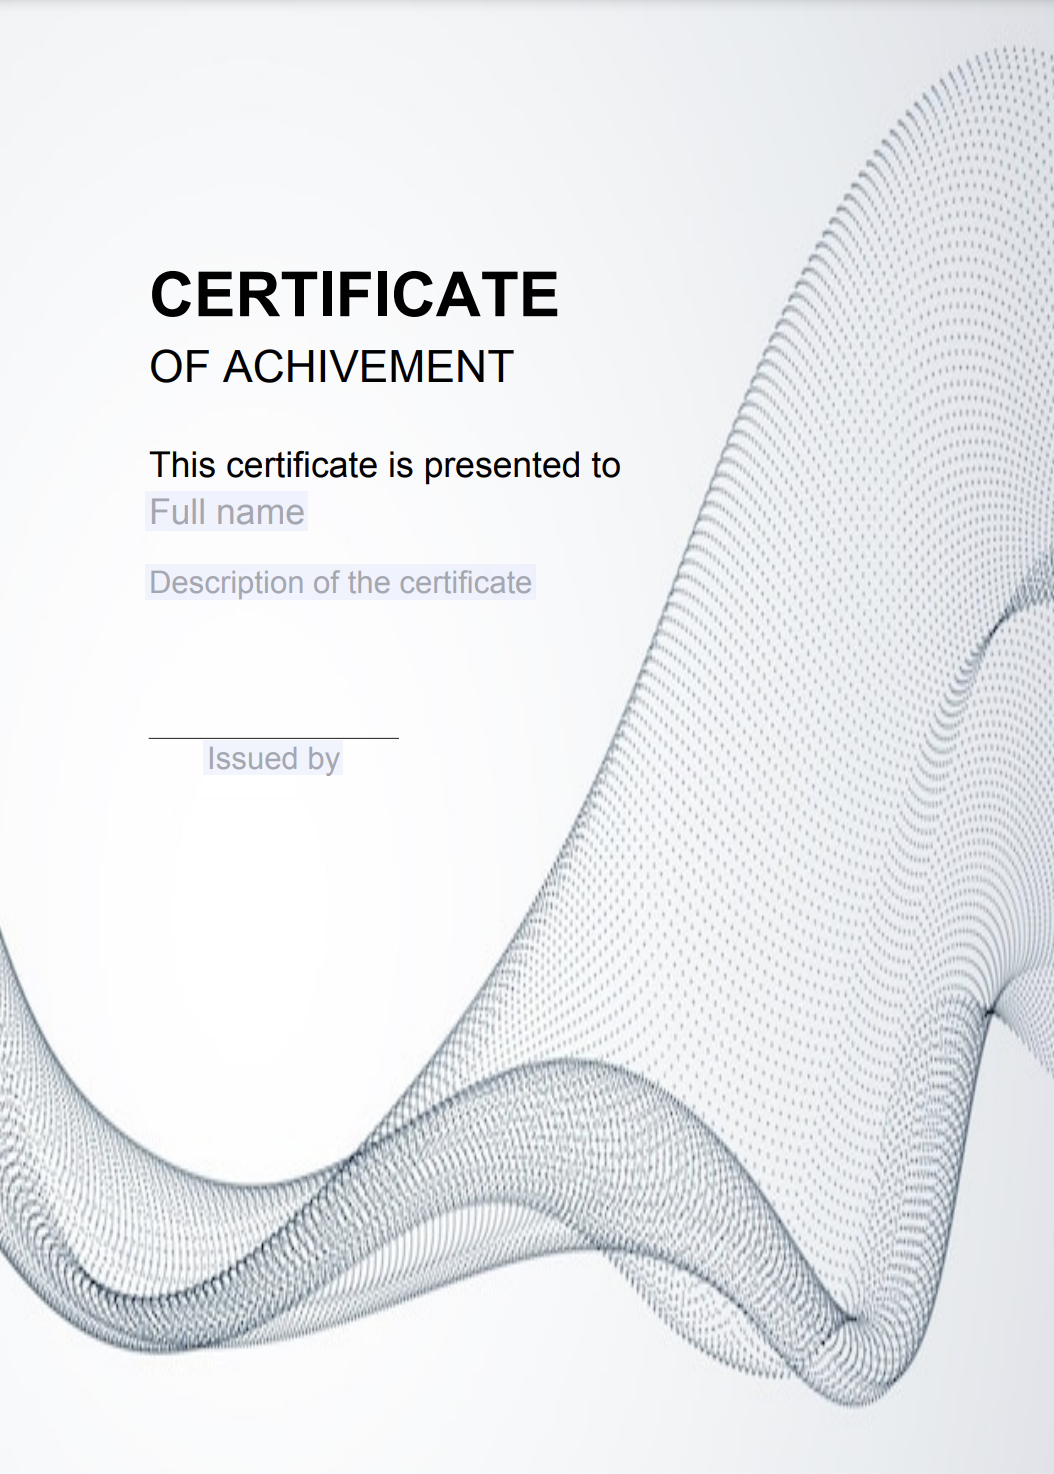 CERTIFICATE
OF ACHIVEMENT
This certificate is presented to
Full name
Description of the certificate
Issued by